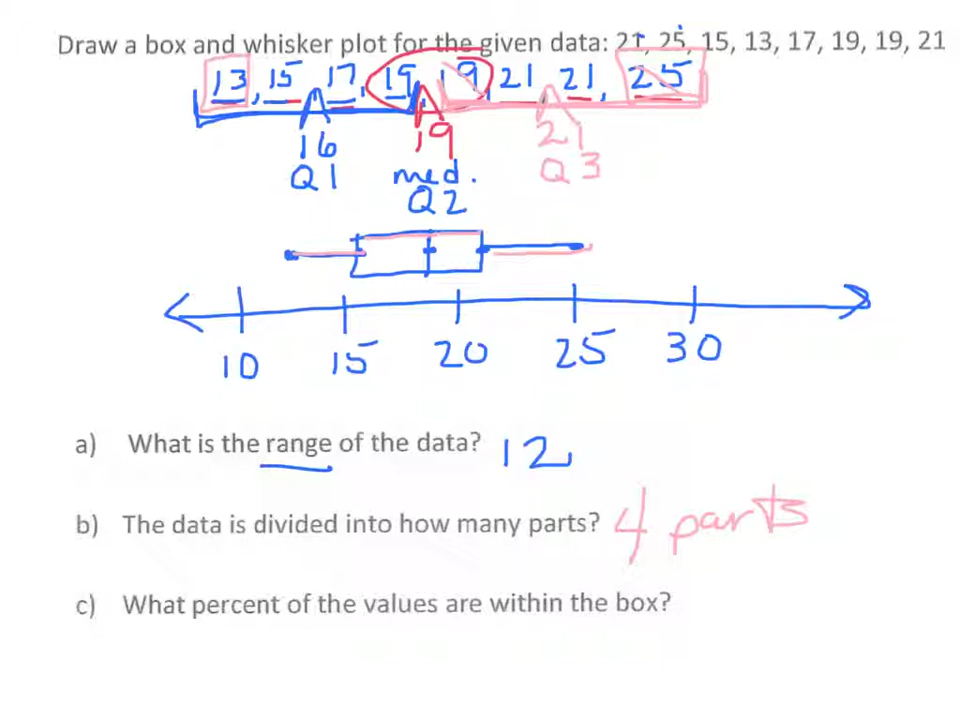 Draw a box and whisker plot for the given data: 21, 25, 15, 13, 17, 19, 19, 21
13, 15, 17, 19, 19, 21, 21, 25
16 19 21
Q1 med. Q3
Q2
10 15 20 25 30
a) What is the range of the data? 12
b) The data is divided into how many parts? 4 parts
c) What percent of the values are within the box?